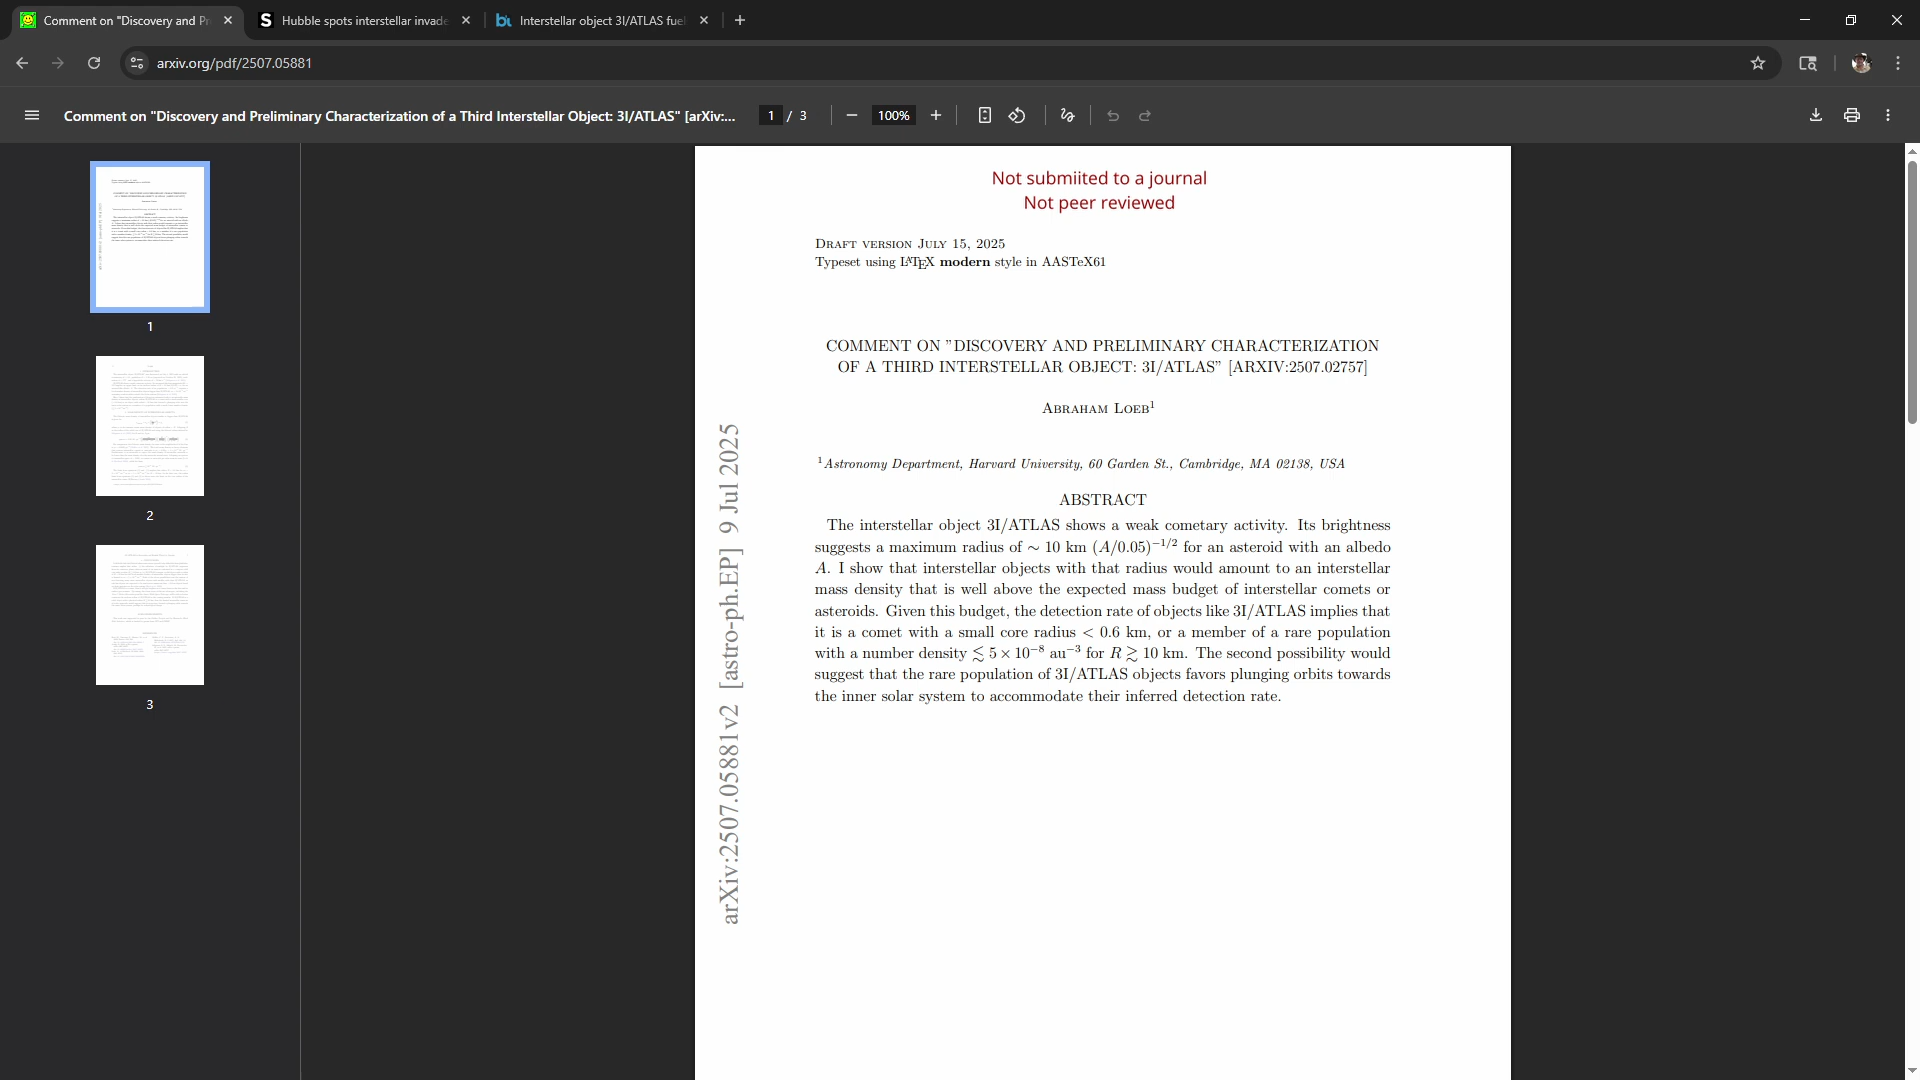 Comment on "Discovery and Pr
Hubble spots interstellar invade
Interstellar object 3I/ATLAS fue
arxiv.org/pdf/2507.05881
Comment on "Discovery and Preliminary Characterization of a Third Interstellar Object: 3I/ATLAS" [arXiv:...
1 / 3
100%
1
2
3
Not submiited to a journal
Not peer reviewed
DRAFT VERSION JULY 15, 2025
Typeset using LATEX modern style in AASTeX61
COMMENT ON ”DISCOVERY AND PRELIMINARY CHARACTERIZATION
OF A THIRD INTERSTELLAR OBJECT: 3I/ATLAS” [ARXIV:2507.02757]
ABRAHAM LOEB¹
¹Astronomy Department, Harvard University, 60 Garden St., Cambridge, MA 02138, USA
ABSTRACT
The interstellar object 3I/ATLAS shows a weak cometary activity. Its brightness
suggests a maximum radius of ∼ 10 km (A/0.05)⁻¹/² for an asteroid with an albedo
A. I show that interstellar objects with that radius would amount to an interstellar
mass density that is well above the expected mass budget of interstellar comets or
asteroids. Given this budget, the detection rate of objects like 3I/ATLAS implies that
it is a comet with a small core radius < 0.6 km, or a member of a rare population
with a number density ≲ 5 × 10⁻⁸ au⁻³ for R ≳ 10 km. The second possibility would
suggest that the rare population of 3I/ATLAS objects favors plunging orbits towards
the inner solar system to accommodate their inferred detection rate.
arXiv:2507.05881v2 [astro-ph.EP] 9 Jul 2025